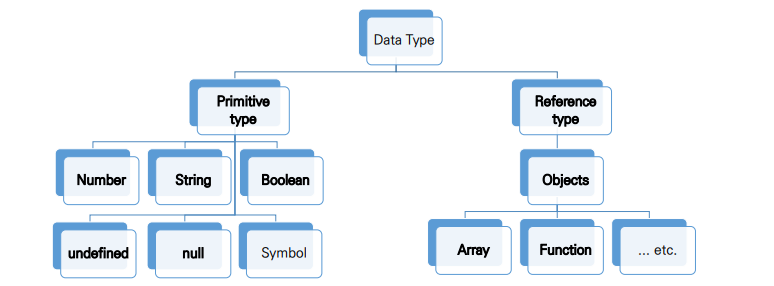 Data Type
Primitive
type
Reference
type
Number
String
Boolean
Objects
undefined
null
Symbol
Array
Function
... etc.